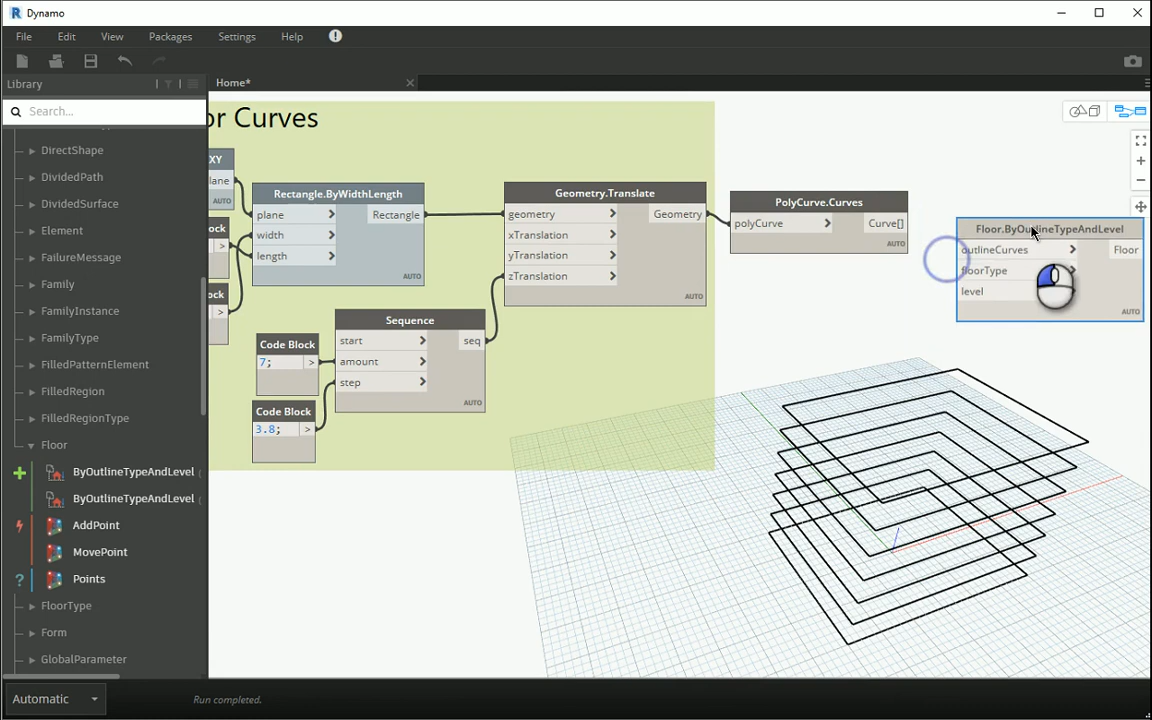 Dynamo
File Edit View Packages Settings Help
Library
Home*
Search...
DirectShape
DividedPath
DividedSurface
Element
FailureMessage
Family
FamilyInstance
FamilyType
FilledPatternElement
FilledRegion
FilledRegionType
Floor
ByOutlineTypeAndLevel
ByOutlineTypeAndLevel
AddPoint
MovePoint
Points
FloorType
Form
GlobalParameter
or Curves
XY
lane
AUTO
ock
>
ock
>
Rectangle.ByWidthLength
plane > Rectangle
width >
length >
AUTO
Code Block
7; >
Code Block
3.8; >
Sequence
start > seq
amount >
step >
AUTO
Geometry.Translate
geometry > Geometry
xTranslation >
yTranslation >
zTranslation >
AUTO
PolyCurve.Curves
polyCurve > Curve[]
AUTO
Floor.ByOutlineTypeAndLevel
outlineCurves > Floor
floorType
level
AUTO
Automatic
Run completed.